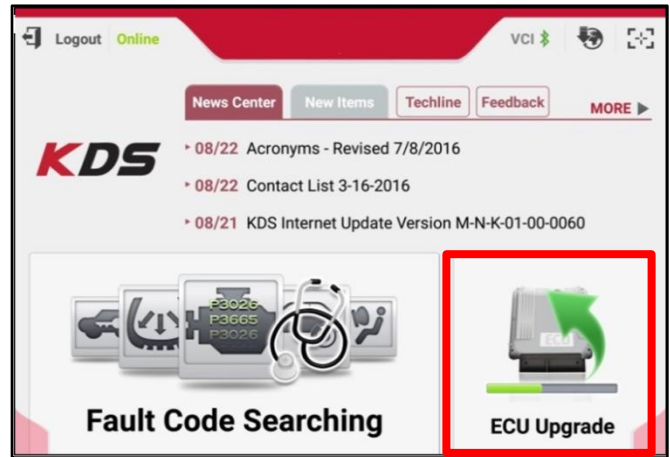 Logout Online VCI
News Center New Items Techline Feedback MORE
KDS
08/22 Acronyms - Revised 7/8/2016
08/22 Contact List 3-16-2016
08/21 KDS Internet Update Version M-N-K-01-00-0060
P3026
P3665
P3026
ECU
Fault Code Searching
ECU Upgrade